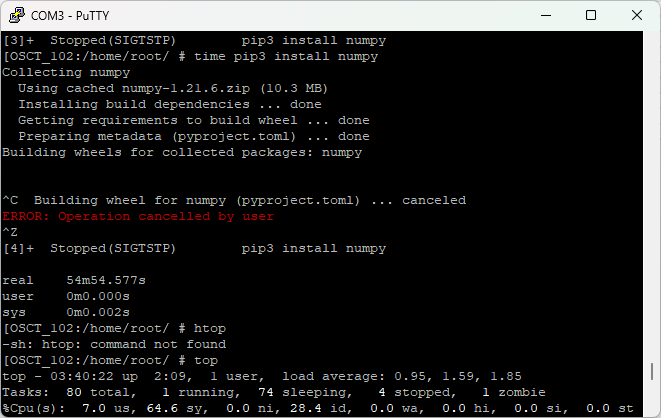 COM3 - PuTTY
[3]+  Stopped(SIGTSTP)        pip3 install numpy
[OSCT_102:/home/root/ # time pip3 install numpy
Collecting numpy
  Using cached numpy-1.21.6.zip (10.3 MB)
  Installing build dependencies ... done
  Getting requirements to build wheel ... done
  Preparing metadata (pyproject.toml) ... done
Building wheels for collected packages: numpy
^C  Building wheel for numpy (pyproject.toml) ... canceled
ERROR: Operation cancelled by user
^Z
[4]+  Stopped(SIGTSTP)        pip3 install numpy
real    54m54.577s
user    0m0.000s
sys     0m0.002s
[OSCT_102:/home/root/ # htop
-sh: htop: command not found
[OSCT_102:/home/root/ # top
top - 03:40:22 up  2:09,  1 user,  load average: 0.95, 1.59, 1.85
Tasks:  80 total,   1 running,  74 sleeping,   4 stopped,   1 zombie
%Cpu(s):  7.0 us, 64.6 sy,  0.0 ni, 28.4 id,  0.0 wa,  0.0 hi,  0.0 si,  0.0 st